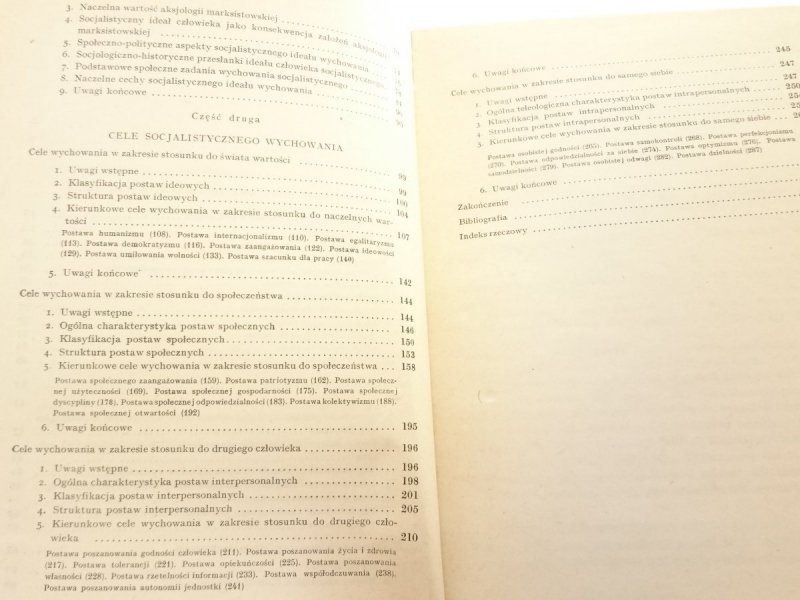 3. Naczelna wartość aksjologii marksistowskiej
4. Socjalistyczny ideał człowieka jako konsekwencja założeń aksjologii
marksistowskiej
5. Społeczno-polityczne aspekty socjalistycznego ideału wychowania
6. Socjologiczno-historyczne przesłanki ideału człowieka socjalistycznego
7. Podstawowe społeczne zadania wychowania socjalistycznego
8. Naczelne cechy socjalistycznego ideału wychowania
9. Uwagi końcowe
Część druga
CELE SOCJALISTYCZNEGO WYCHOWANIA
Cele wychowania w zakresie stosunku do świata wartości 99
1. Uwagi wstępne 99
2. Klasyfikacja postaw ideowych 100
3. Struktura postaw ideowych 104
4. Kierunkowe cele wychowania w zakresie stosunku do naczelnych war-
tości 107
Postawa humanizmu (108). Postawa internacjonalizmu (110). Postawa egalitaryzmu
(113). Postawa demokratyzmu (116). Postawa zaangażowania (122). Postawa ideowości
(129). Postawa umiłowania wolności (133). Postawa szacunku dla pracy (140)
5. Uwagi końcowe 142
Cele wychowania w zakresie stosunku do społeczeństwa 144
1. Uwagi wstępne 144
2. Ogólna charakterystyka postaw społecznych 146
3. Klasyfikacja postaw społecznych 150
4. Struktura postaw społecznych 153
5. Kierunkowe cele wychowania w zakresie stosunku do społeczeństwa 158
Postawa społecznego zaangażowania (159). Postawa patriotyzmu (162). Postawa społecz-
nej użyteczności (169). Postawa społecznej gospodarności (175). Postawa społecznej
dyscypliny (178). Postawa społecznej odpowiedzialności (183). Postawa kolektywizmu (188).
Postawa społecznej otwartości (192)
6. Uwagi końcowe 195
Cele wychowania w zakresie stosunku do drugiego człowieka 196
1. Uwagi wstępne 196
2. Ogólna charakterystyka postaw interpersonalnych 198
3. Klasyfikacja postaw interpersonalnych 201
4. Struktura postaw interpersonalnych 205
5. Kierunkowe cele wychowania w zakresie stosunku do drugiego czło-
wieka 210
Postawa poszanowania godności człowieka (211). Postawa poszanowania życia i zdrowia
(217). Postawa tolerancji (221). Postawa opiekuńczości (225). Postawa poszanowania
własności (228). Postawa rzetelności informacji (233). Postawa współodczuwania (238).
Postawa poszanowania autonomii jednostki (241)
6. Uwagi końcowe 245
Cele wychowania w zakresie stosunku do samego siebie 247
1. Uwagi wstępne 247
2. Ogólna teleologiczna charakterystyka postaw intrapersonalnych 250
3. Klasyfikacja postaw intrapersonalnych
4. Struktura postaw intrapersonalnych
5. Kierunkowe cele wychowania w zakresie stosunku do samego siebie
Postawa osobistej godności (265). Postawa samokontroli (268). Postawa perfekcjonizmu
(270). Postawa odpowiedzialności za siebie (274). Postawa optymizmu (276). Postawa
samodzielności (279). Postawa osobistej odwagi (282). Postawa dzielności (287)
6. Uwagi końcowe
Zakończenie
Bibliografia
Indeks rzeczowy